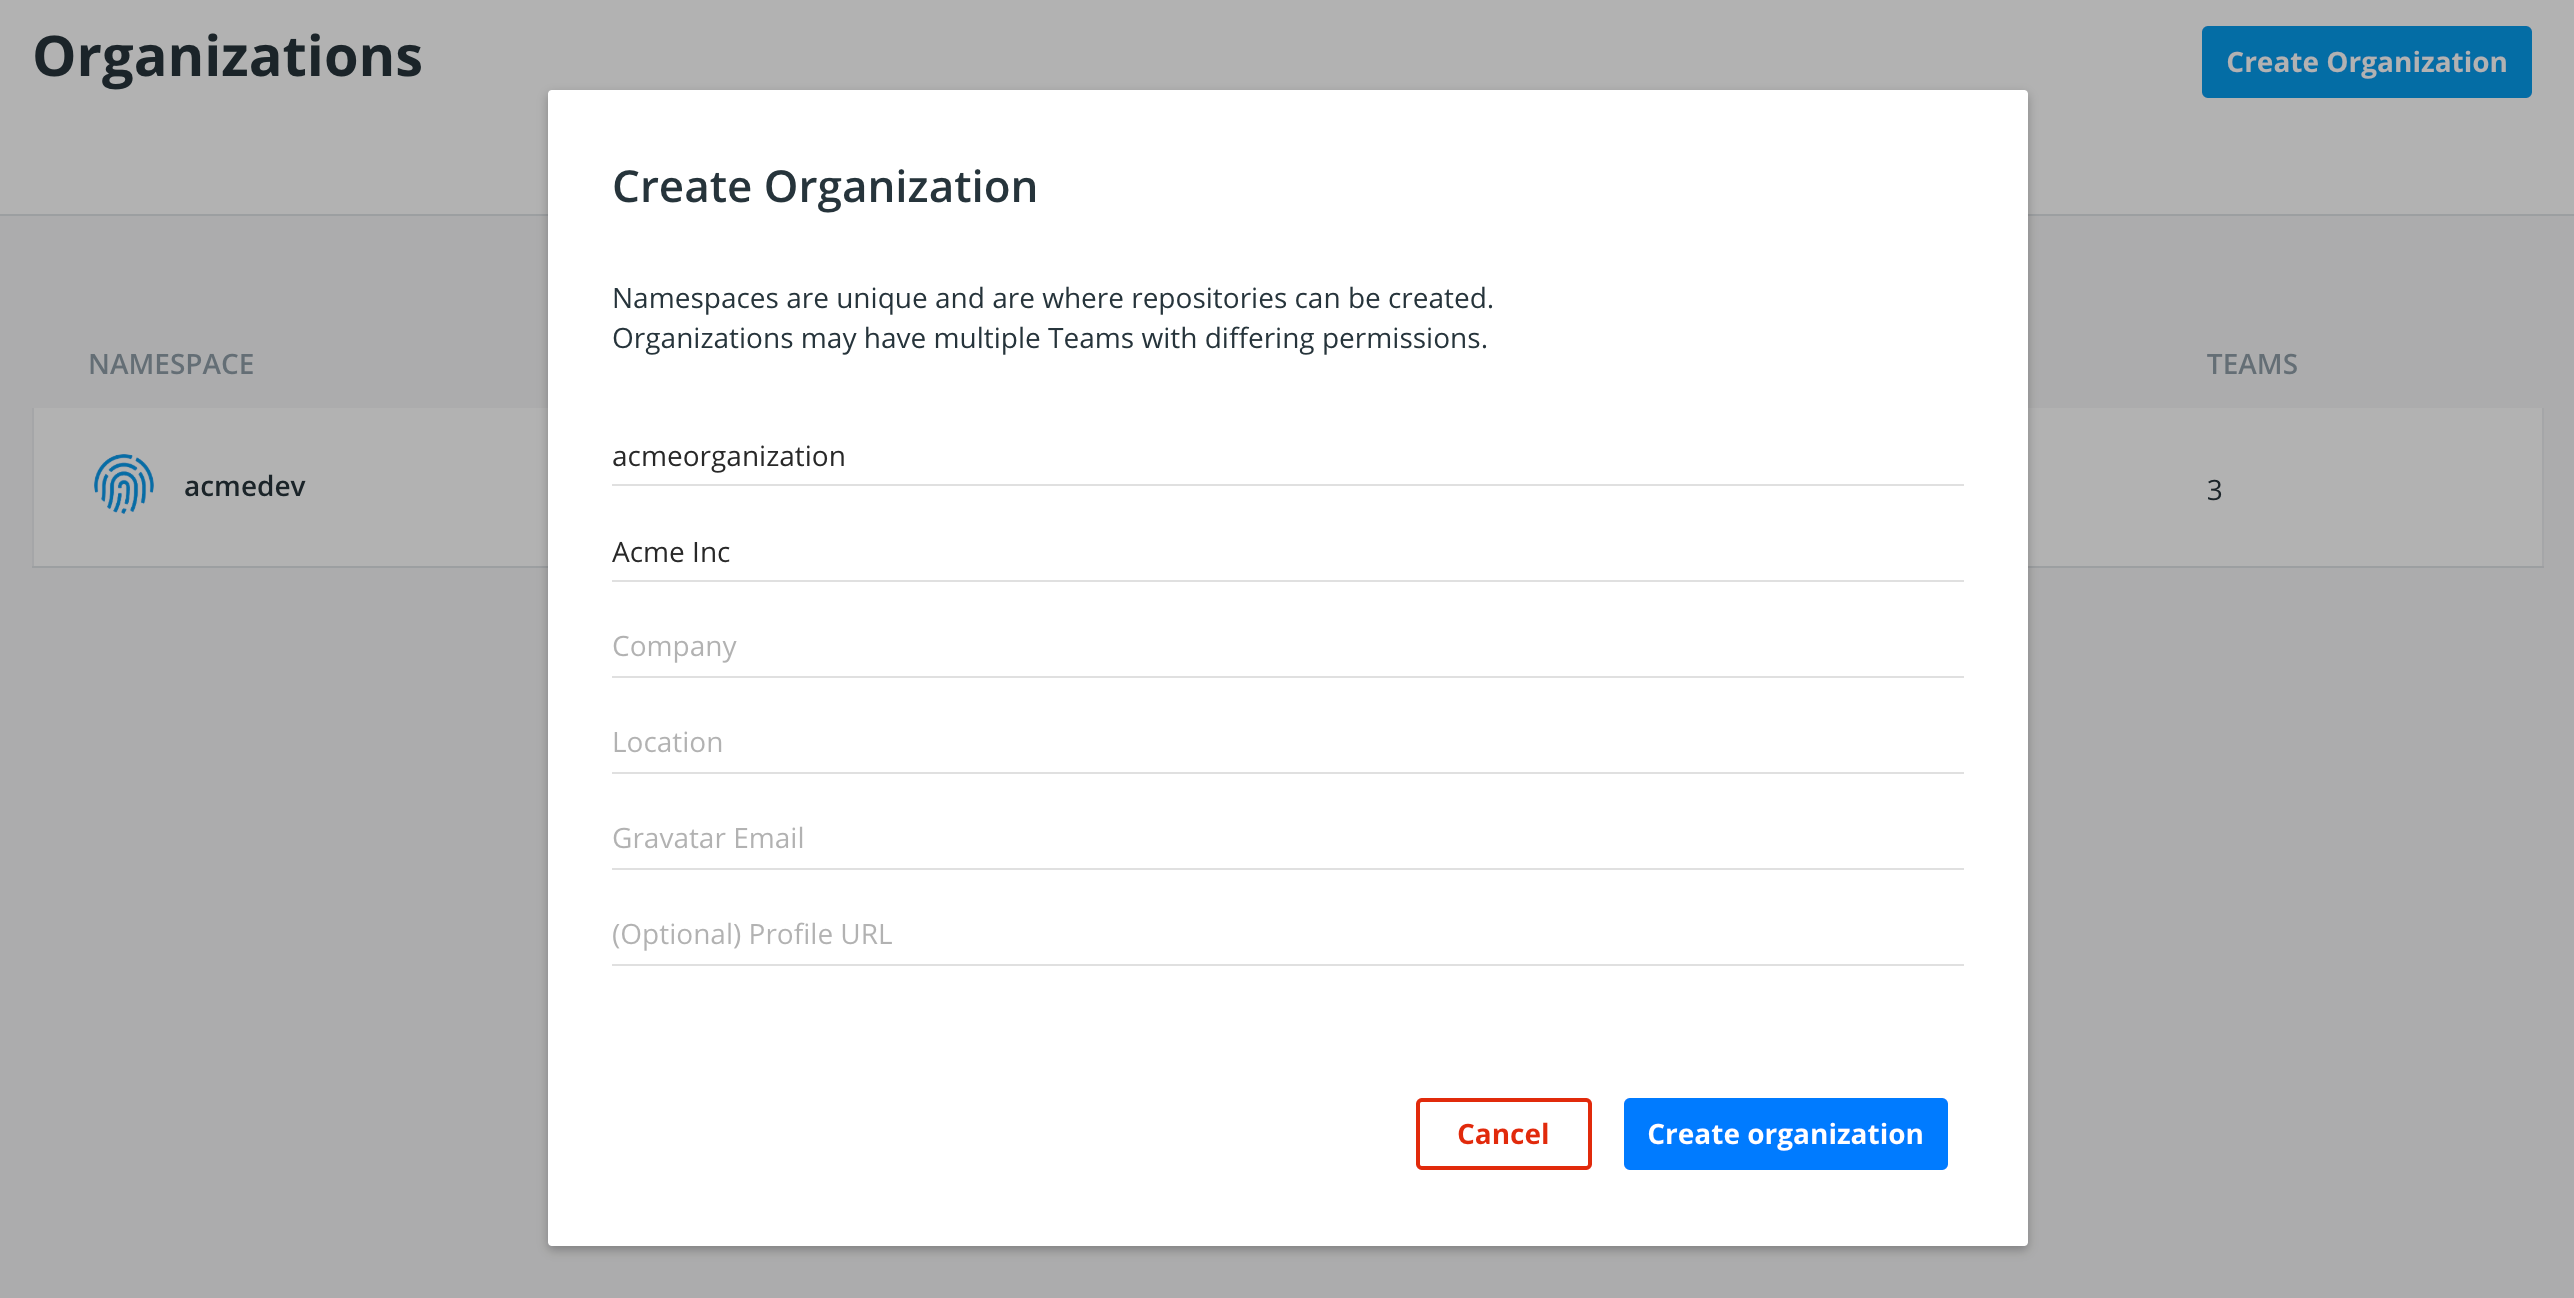 Organizations
Create Organization
Create Organization
Namespaces are unique and are where repositories can be created.
Organizations may have multiple Teams with differing permissions.
NAMESPACE
TEAMS
acmeorganization
acmedev
3
Acme Inc
Company
Location
Gravatar Email
(Optional) Profile URL
Cancel
Create organization